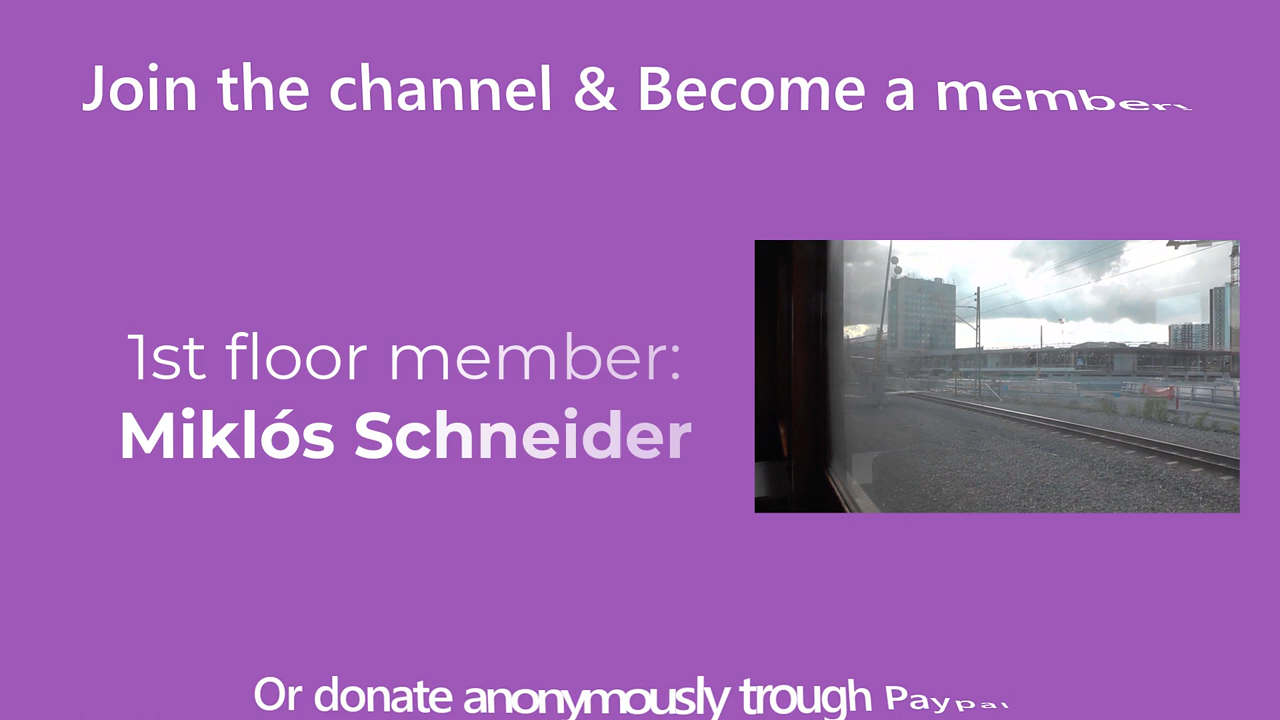 Join the channel & Become a member!
1st floor member:
Miklós Schneider
Or donate anonymously trough Paypal